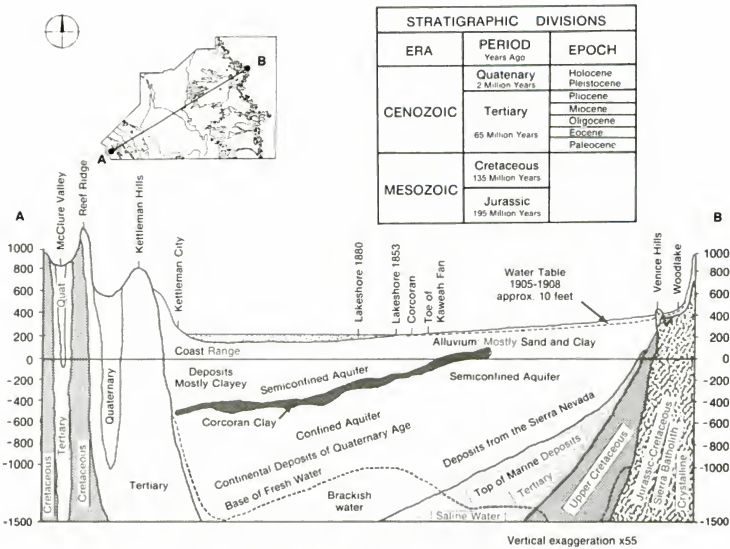 STRATIGRAPHIC DIVISIONS
ERA
PERIOD
Years Ago
EPOCH
CENOZOIC
Quatenary
2 Million Years
Holocene
Pleistocene
Tertiary
65 Million Years
Pliocene
Miocene
Oligocene
Eocene
Paleocene
MESOZOIC
Cretaceous
135 Million Years
Jurassic
195 Million Years
B
A
A
McClure Valley
Reef Ridge
Kettleman Hills
Kettleman City
Lakeshore 1880
Lakeshore 1853
Corcoran
Toe of
Kaweah Fan
Water Table
1905-1908
approx. 10 feet
Venice Hills
Woodlake
B
1000
800
600
400
200
0
-200
-400
-600
-800
-1000
-1500
1000
800
600
400
200
0
-200
-400
-600
-800
-1000
-1500
Quat
Coast Range
Deposits
Mostly Clayey
Alluvium Mostly Sand and Clay
Semiconfined Aquifer
Semiconfined Aquifer
Corcoran Clay
Confined Aquifer
Continental Deposits of Quaternary Age
Base of Fresh Water
Brackish
water
Deposits from the Sierra Nevada
Top of Marine Deposits
Tertiary
Saline Water
Upper Cretaceous
Jurassic-Cretaceous
Sierra Batholith
Crystalline
Cretaceous
Tertiary
Cretaceous
Quaternary
Tertiary
Vertical exaggeration x55